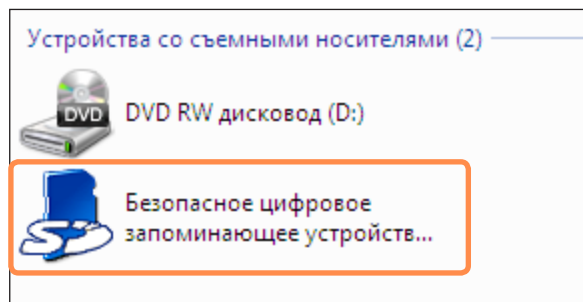 Устройства со съемными носителями (2)
DVD
DVD RW дисковод (D:)
Безопасное цифровое
запоминающее устройств...
SD